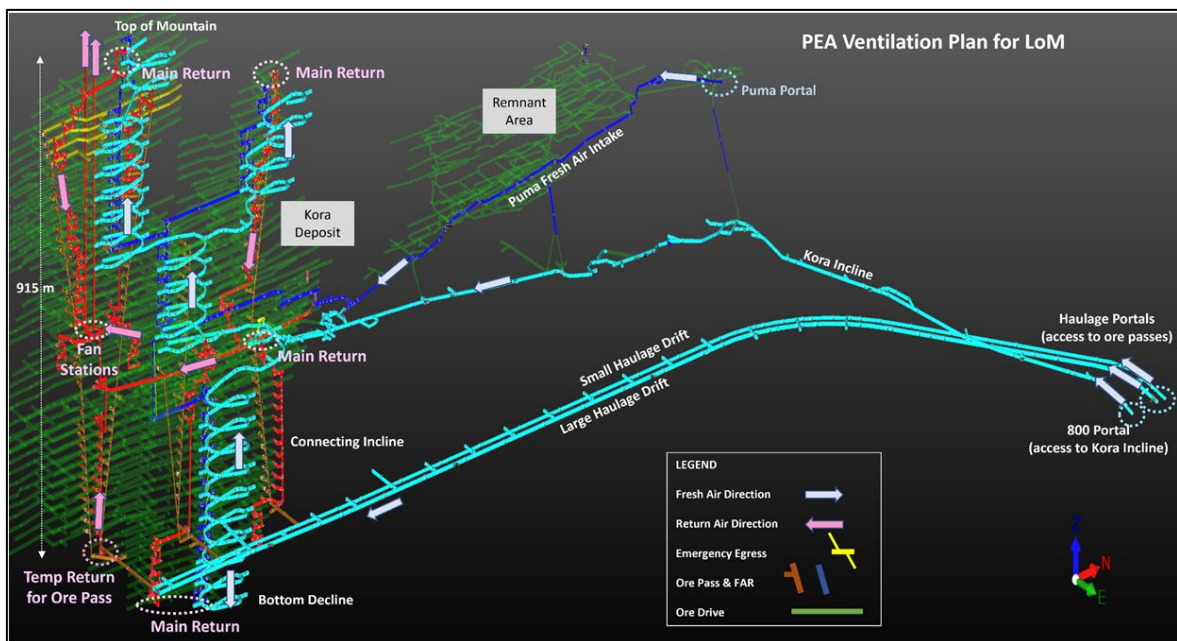 Top of Mountain
PEA Ventilation Plan for LoM
Main Return
Main Return
Puma Portal
Remnant
Area
Puma Fresh Air Intake
Kora
Deposit
Kora Incline
915 m
Haulage Portals
(access to ore passes)
Fan
Stations
Main Return
Small Haulage Drift
Large Haulage Drift
800 Portal
(access to Kora Incline)
Connecting Incline
LEGEND
Fresh Air Direction
Return Air Direction
Emergency Egress
Ore Pass & FAR
Ore Drive
Temp Return
for Ore Pass
Bottom Decline
Main Return
Z
N
E